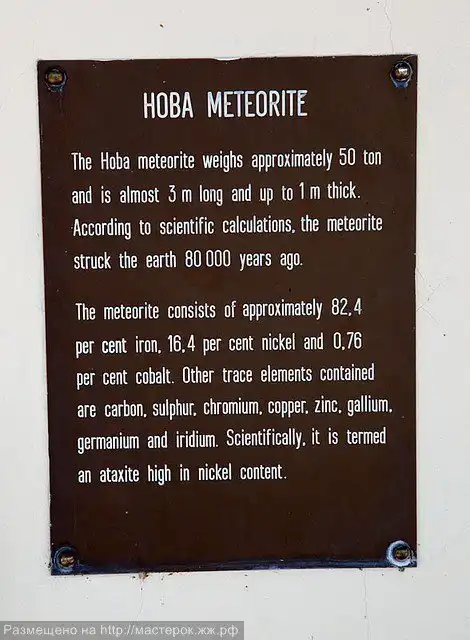 HOBA METEORITE
The Hoba meteorite weighs approximately 50 ton
and is almost 3 m long and up to 1 m thick.
According to scientific calculations, the meteorite
struck the earth 80 000 years ago.
The meteorite consists of approximately 82,4
per cent iron, 16,4 per cent nickel and 0,76
per cent cobalt. Other trace elements contained
are carbon, sulphur, chromium, copper, zinc, gallium,
germanium and iridium. Scientifically, it is termed
an ataxite high in nickel content.
Размещено на http://мастерок.жж.рф